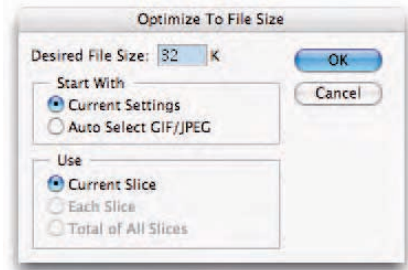 Optimize To File Size
Desired File Size: 32 K
OK
Cancel
Start With
Current Settings
Auto Select GIF/JPEG
Use
Current Slice
Each Slice
Total of All Slices